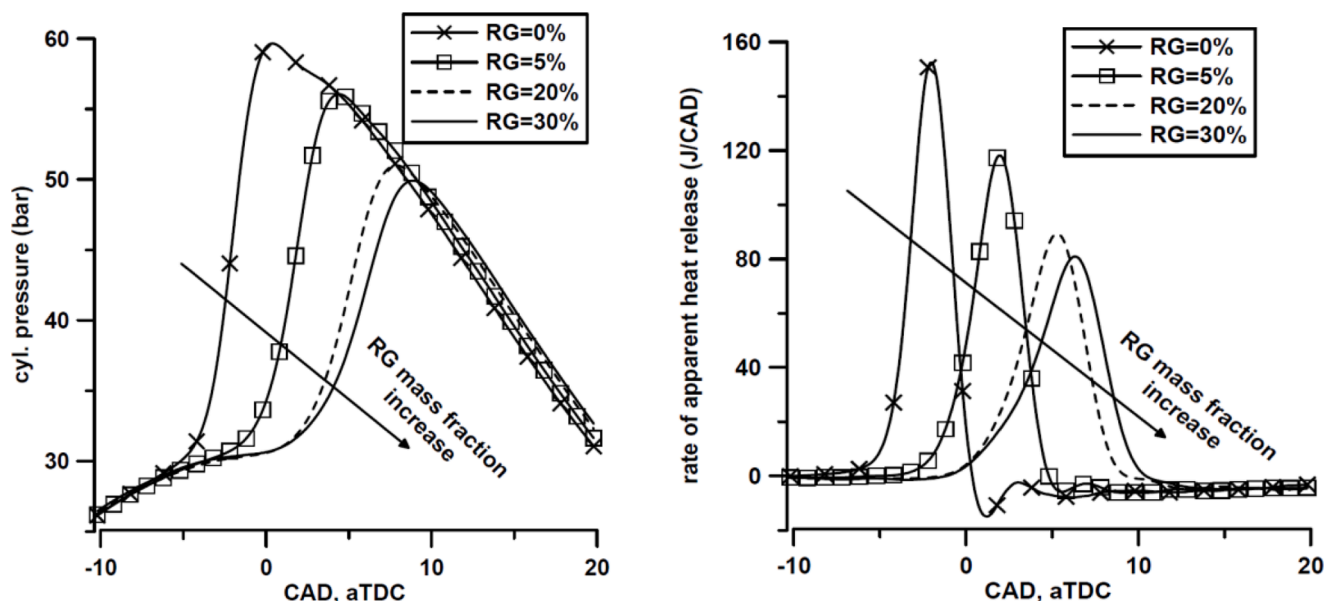 60
50
40
30
cyl. pressure (bar)
RG=0%
RG=5%
RG=20%
RG=30%
RG mass fraction
increase
-10 0 10 20
CAD, aTDC
160
120
80
40
0
rate of apparent heat release (J/CAD)
RG=0%
RG=5%
RG=20%
RG=30%
RG mass fraction
increase
-10 0 10 20
CAD, aTDC